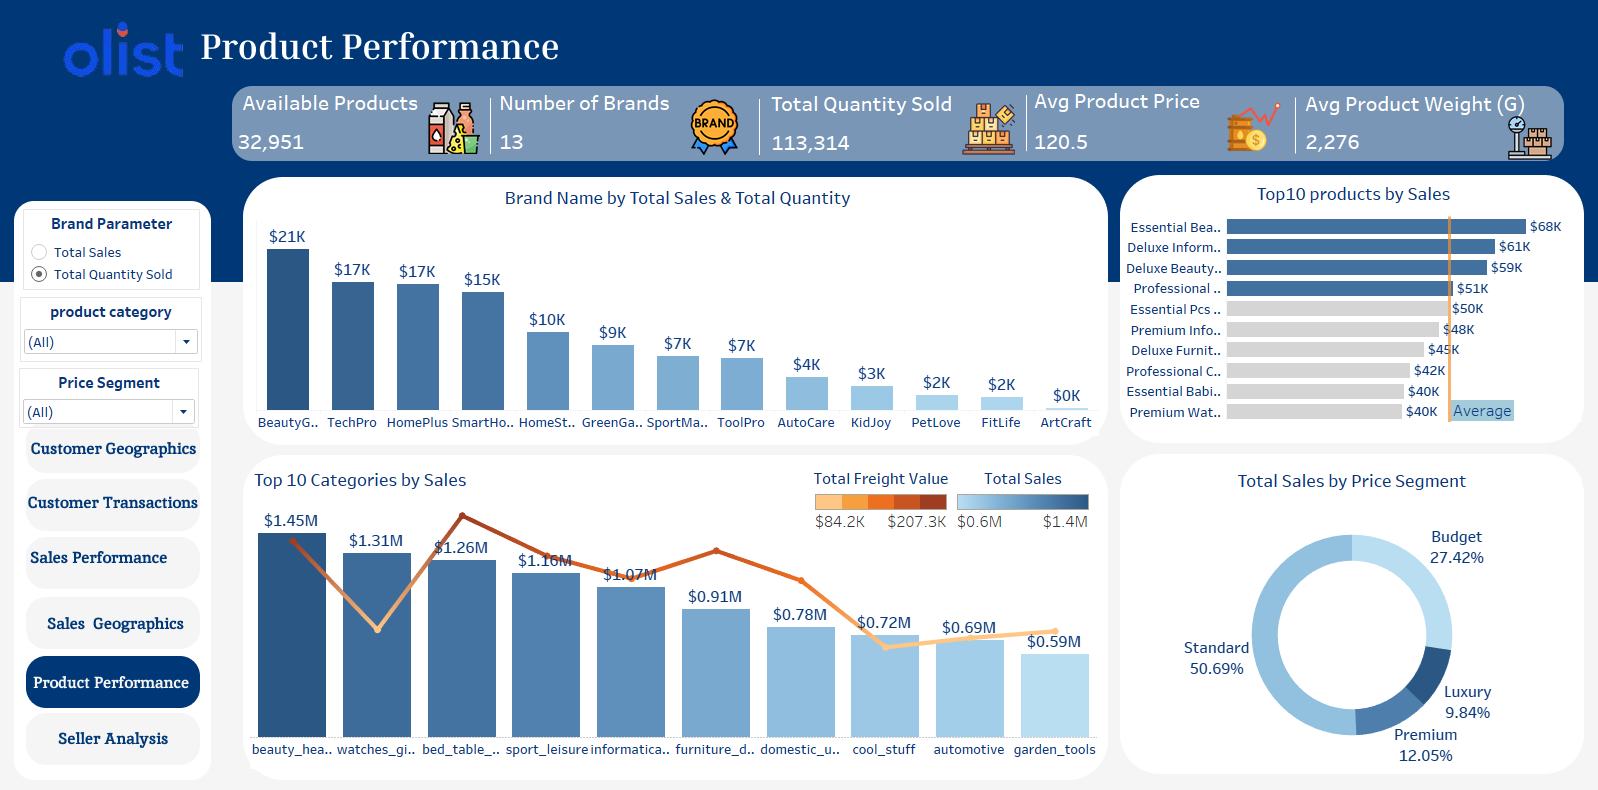 olist
Product Performance
Available Products
32,951
Number of Brands
13
BRAND
Total Quantity Sold
113,314
Avg Product Price
120.5
$
Avg Product Weight (G)
2,276
Brand Parameter
Total Sales
Total Quantity Sold
product category
(All)
Price Segment
(All)
Customer Geographics
Customer Transactions
Sales Performance
Sales Geographics
Product Performance
Seller Analysis
Brand Name by Total Sales & Total Quantity
$21K
$17K
$17K
$15K
$10K
$9K
$7K
$7K
$4K
$3K
$2K
$2K
$0K
BeautyG..
TechPro
HomePlus
SmartHo..
HomeSt..
GreenGa..
SportMa..
ToolPro
AutoCare
KidJoy
PetLove
FitLife
ArtCraft
Top10 products by Sales
Essential Bea.. $68K
Deluxe Inform.. $61K
Deluxe Beauty.. $59K
Professional .. $51K
Essential Pcs .. $50K
Premium Info.. $48K
Deluxe Furnit.. $45K
Professional C.. $42K
Essential Babi.. $40K
Premium Wat.. $40K
Average
Top 10 Categories by Sales
Total Freight Value
$84.2K $207.3K
Total Sales
$0.6M $1.4M
$1.45M
$1.31M
$1.26M
$1.16M
$1.07M
$0.91M
$0.78M
$0.72M
$0.69M
$0.59M
beauty_hea..
watches_gi..
bed_table_..
sport_leisure
informatica..
furniture_d..
domestic_u..
cool_stuff
automotive
garden_tools
Total Sales by Price Segment
Budget
27.42%
Standard
50.69%
Luxury
9.84%
Premium
12.05%